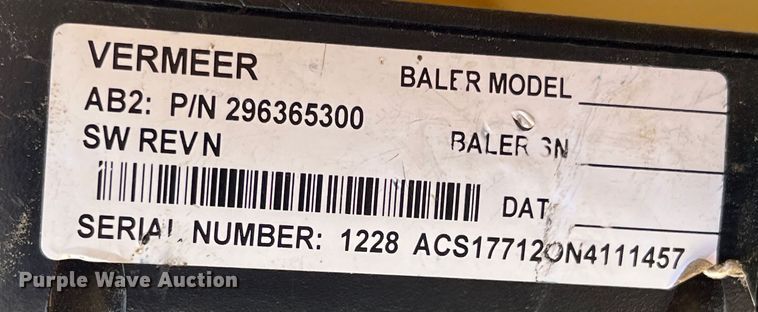 VERMEER
BALER MODEL
AB2: P/N 296365300
SW REV N
BALER SN
DAT
SERIAL NUMBER: 1228 ACS17712ON4111457
Purple Wave Auction